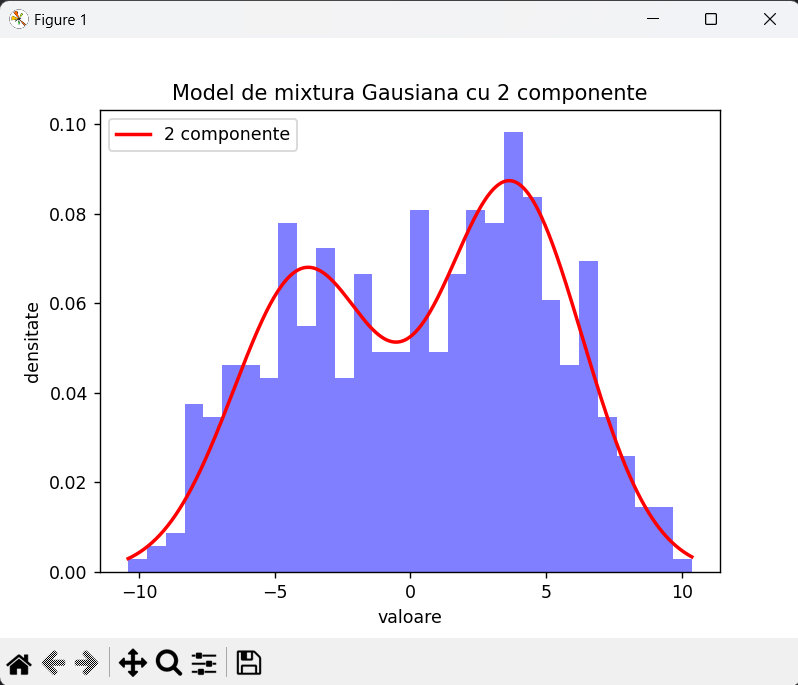 Figure 1
Model de mixtura Gausiana cu 2 componente
2 componente
densitate
0.10
0.08
0.06
0.04
0.02
0.00
−10 −5 0 5 10
valoare